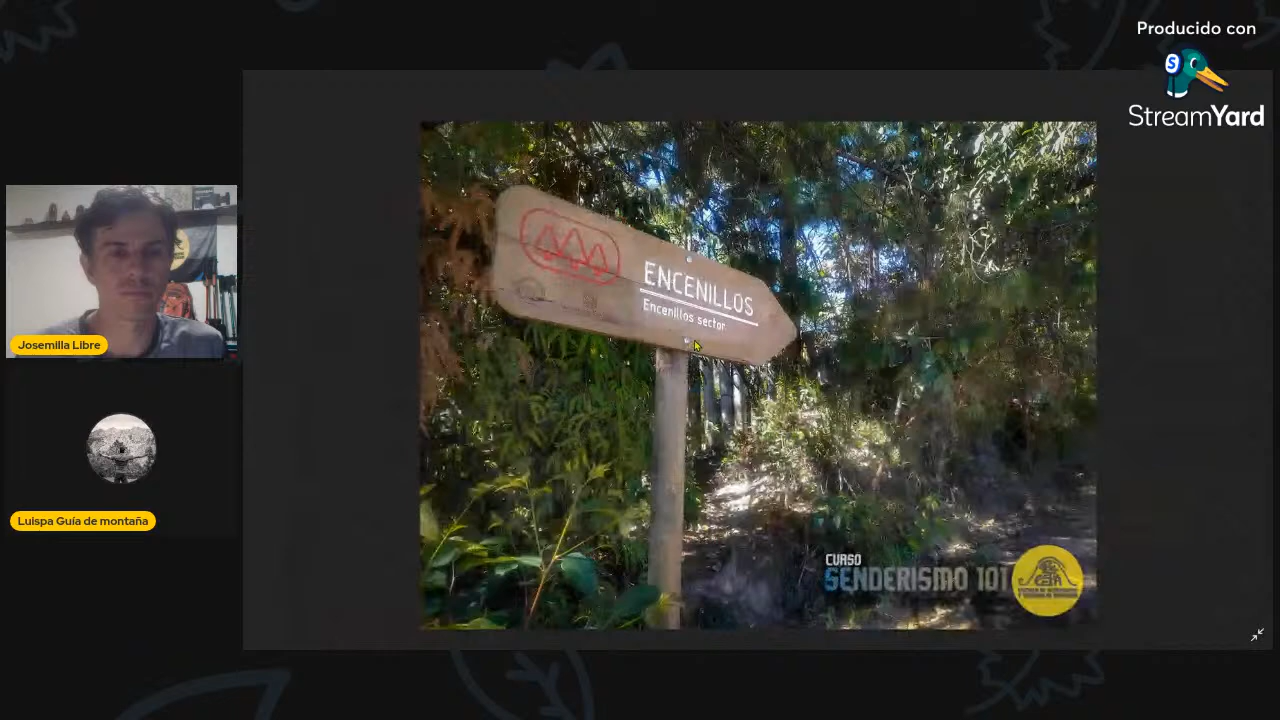 Producido con
StreamYard
ENCENILLOS
Encenillos sector
Josemilla Libre
Luispa Guía de montaña
CURSO
SENDERISMO 101